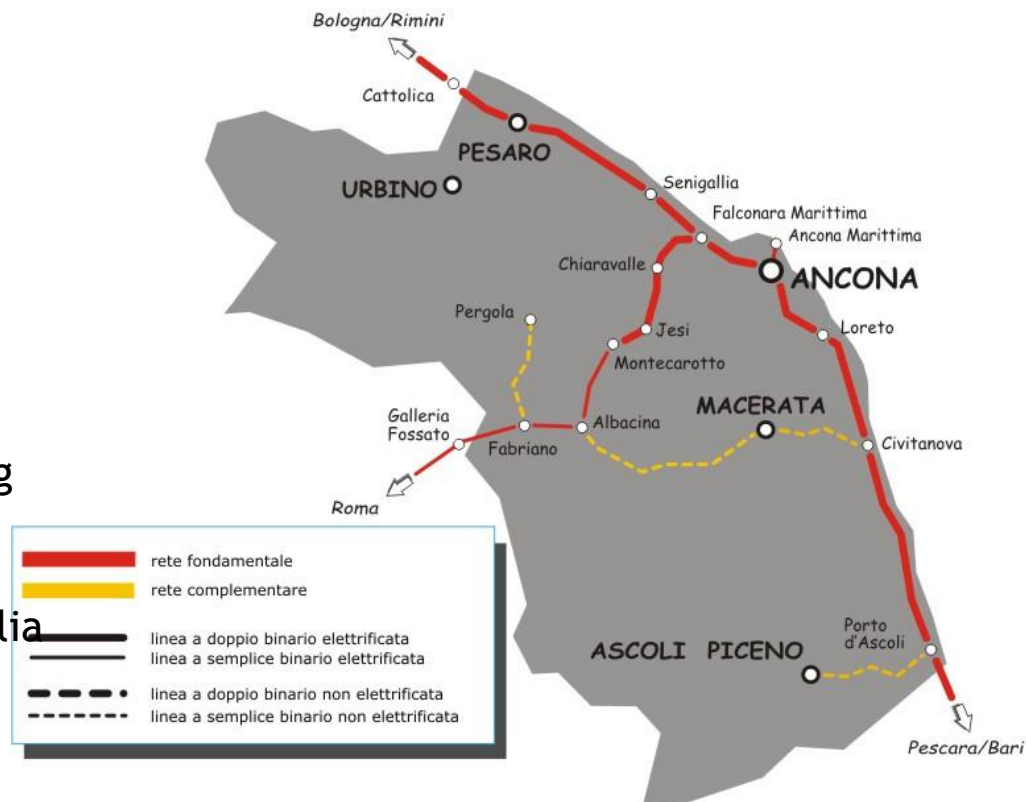 Bologna/Rimini
Cattolica
PESARO
URBINO
Senigallia
Falconara Marittima
Ancona Marittima
Chiaravalle
ANCONA
Pergola
Jesi
Loreto
Montecarotto
MACERATA
Galleria
Fossato
Albacina
Fabriano
Civitanova
g
Roma
rete fondamentale
rete complementare
lia
linea a doppio binario elettrificata
linea a semplice binario elettrificata
linea a doppio binario non elettrificata
linea a semplice binario non elettrificata
Porto
d'Ascoli
ASCOLI PICENO
Pescara/Bari